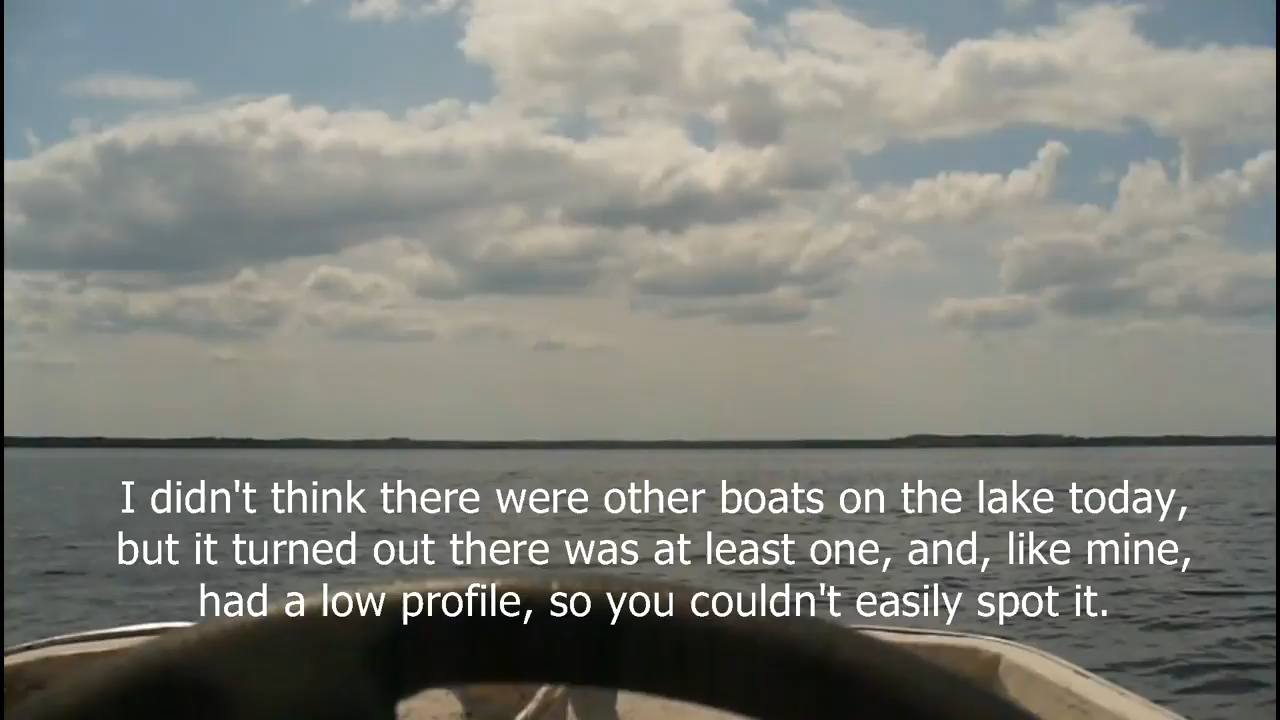 I didn't think there were other boats on the lake today,
but it turned out there was at least one, and, like mine,
had a low profile, so you couldn't easily spot it.